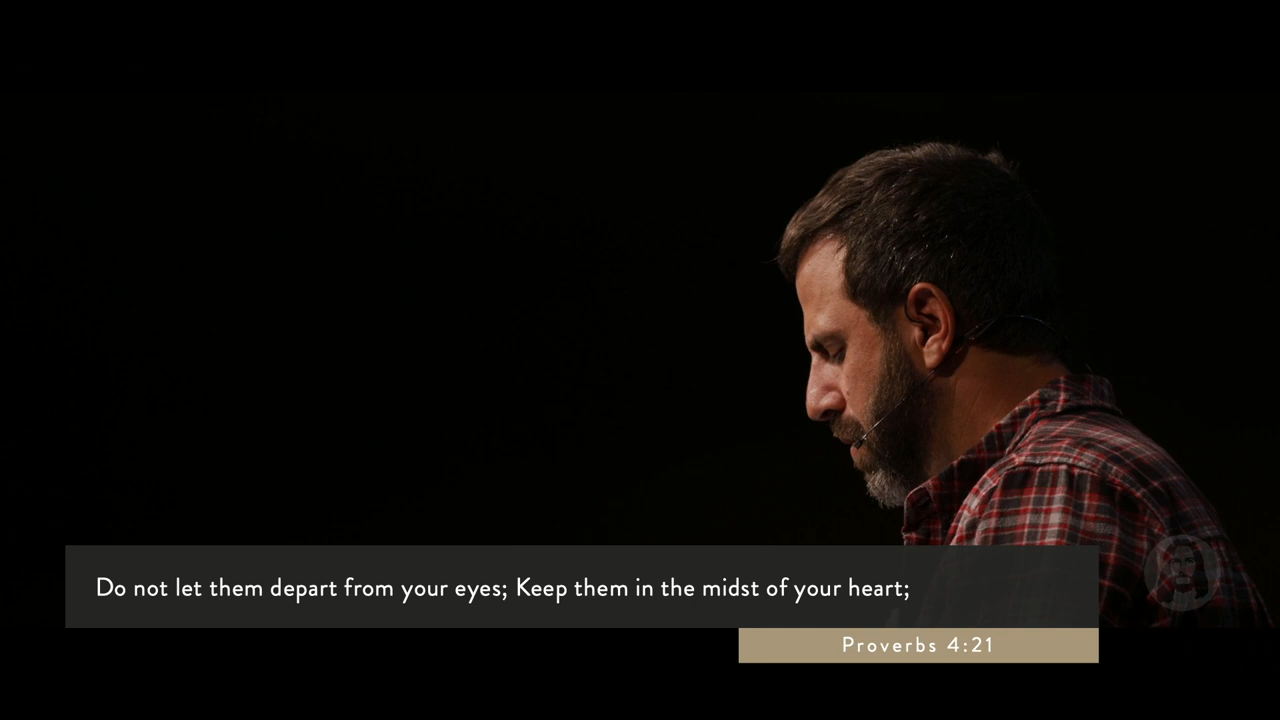 Do not let them depart from your eyes; Keep them in the midst of your heart;
Proverbs 4:21